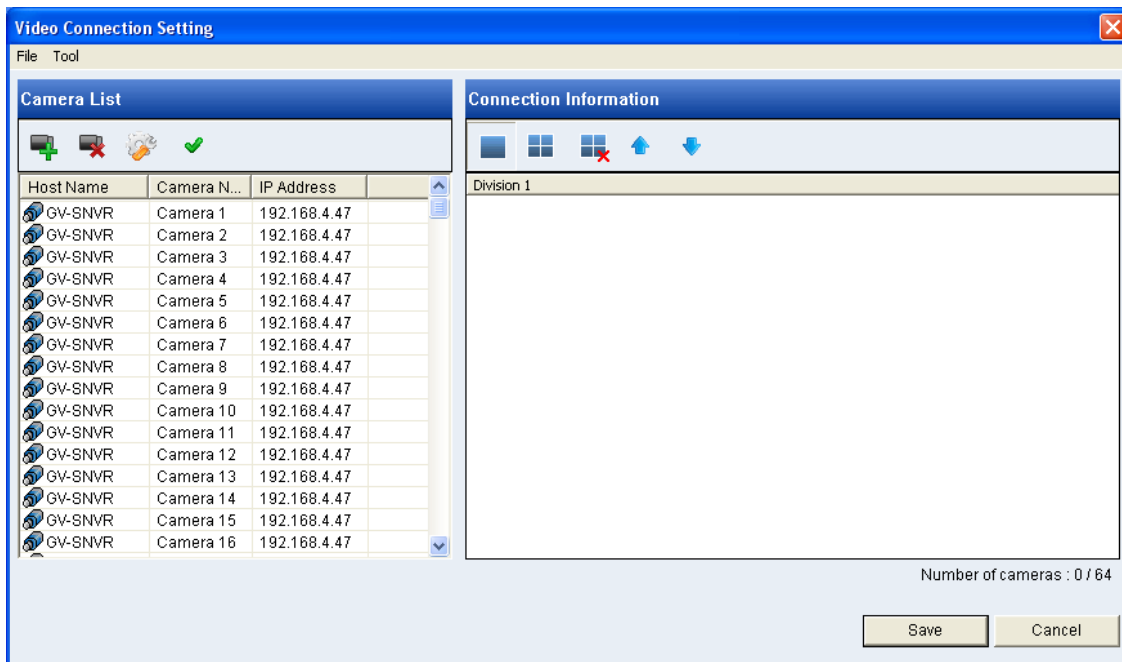 Video Connection Setting
File Tool
Camera List
Connection Information
Host Name Camera N... IP Address
Division 1
GV-SNVR Camera 1 192.168.4.47
GV-SNVR Camera 2 192.168.4.47
GV-SNVR Camera 3 192.168.4.47
GV-SNVR Camera 4 192.168.4.47
GV-SNVR Camera 5 192.168.4.47
GV-SNVR Camera 6 192.168.4.47
GV-SNVR Camera 7 192.168.4.47
GV-SNVR Camera 8 192.168.4.47
GV-SNVR Camera 9 192.168.4.47
GV-SNVR Camera 10 192.168.4.47
GV-SNVR Camera 11 192.168.4.47
GV-SNVR Camera 12 192.168.4.47
GV-SNVR Camera 13 192.168.4.47
GV-SNVR Camera 14 192.168.4.47
GV-SNVR Camera 15 192.168.4.47
GV-SNVR Camera 16 192.168.4.47
Number of cameras : 0 / 64
Save Cancel